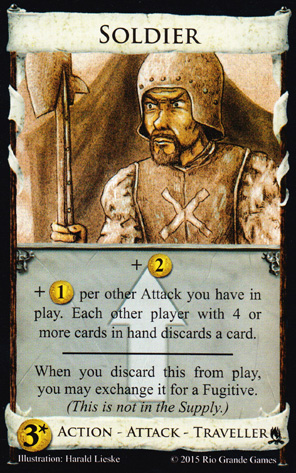 SOLDIER
+ 2
+ 1 per other Attack you have in
play. Each other player with 4 or
more cards in hand discards a card.
When you discard this from play,
you may exchange it for a Fugitive.
(This is not in the Supply.)
3* ACTION - ATTACK - TRAVELLER
Illustration: Harald Lieske © 2015 Rio Grande Games